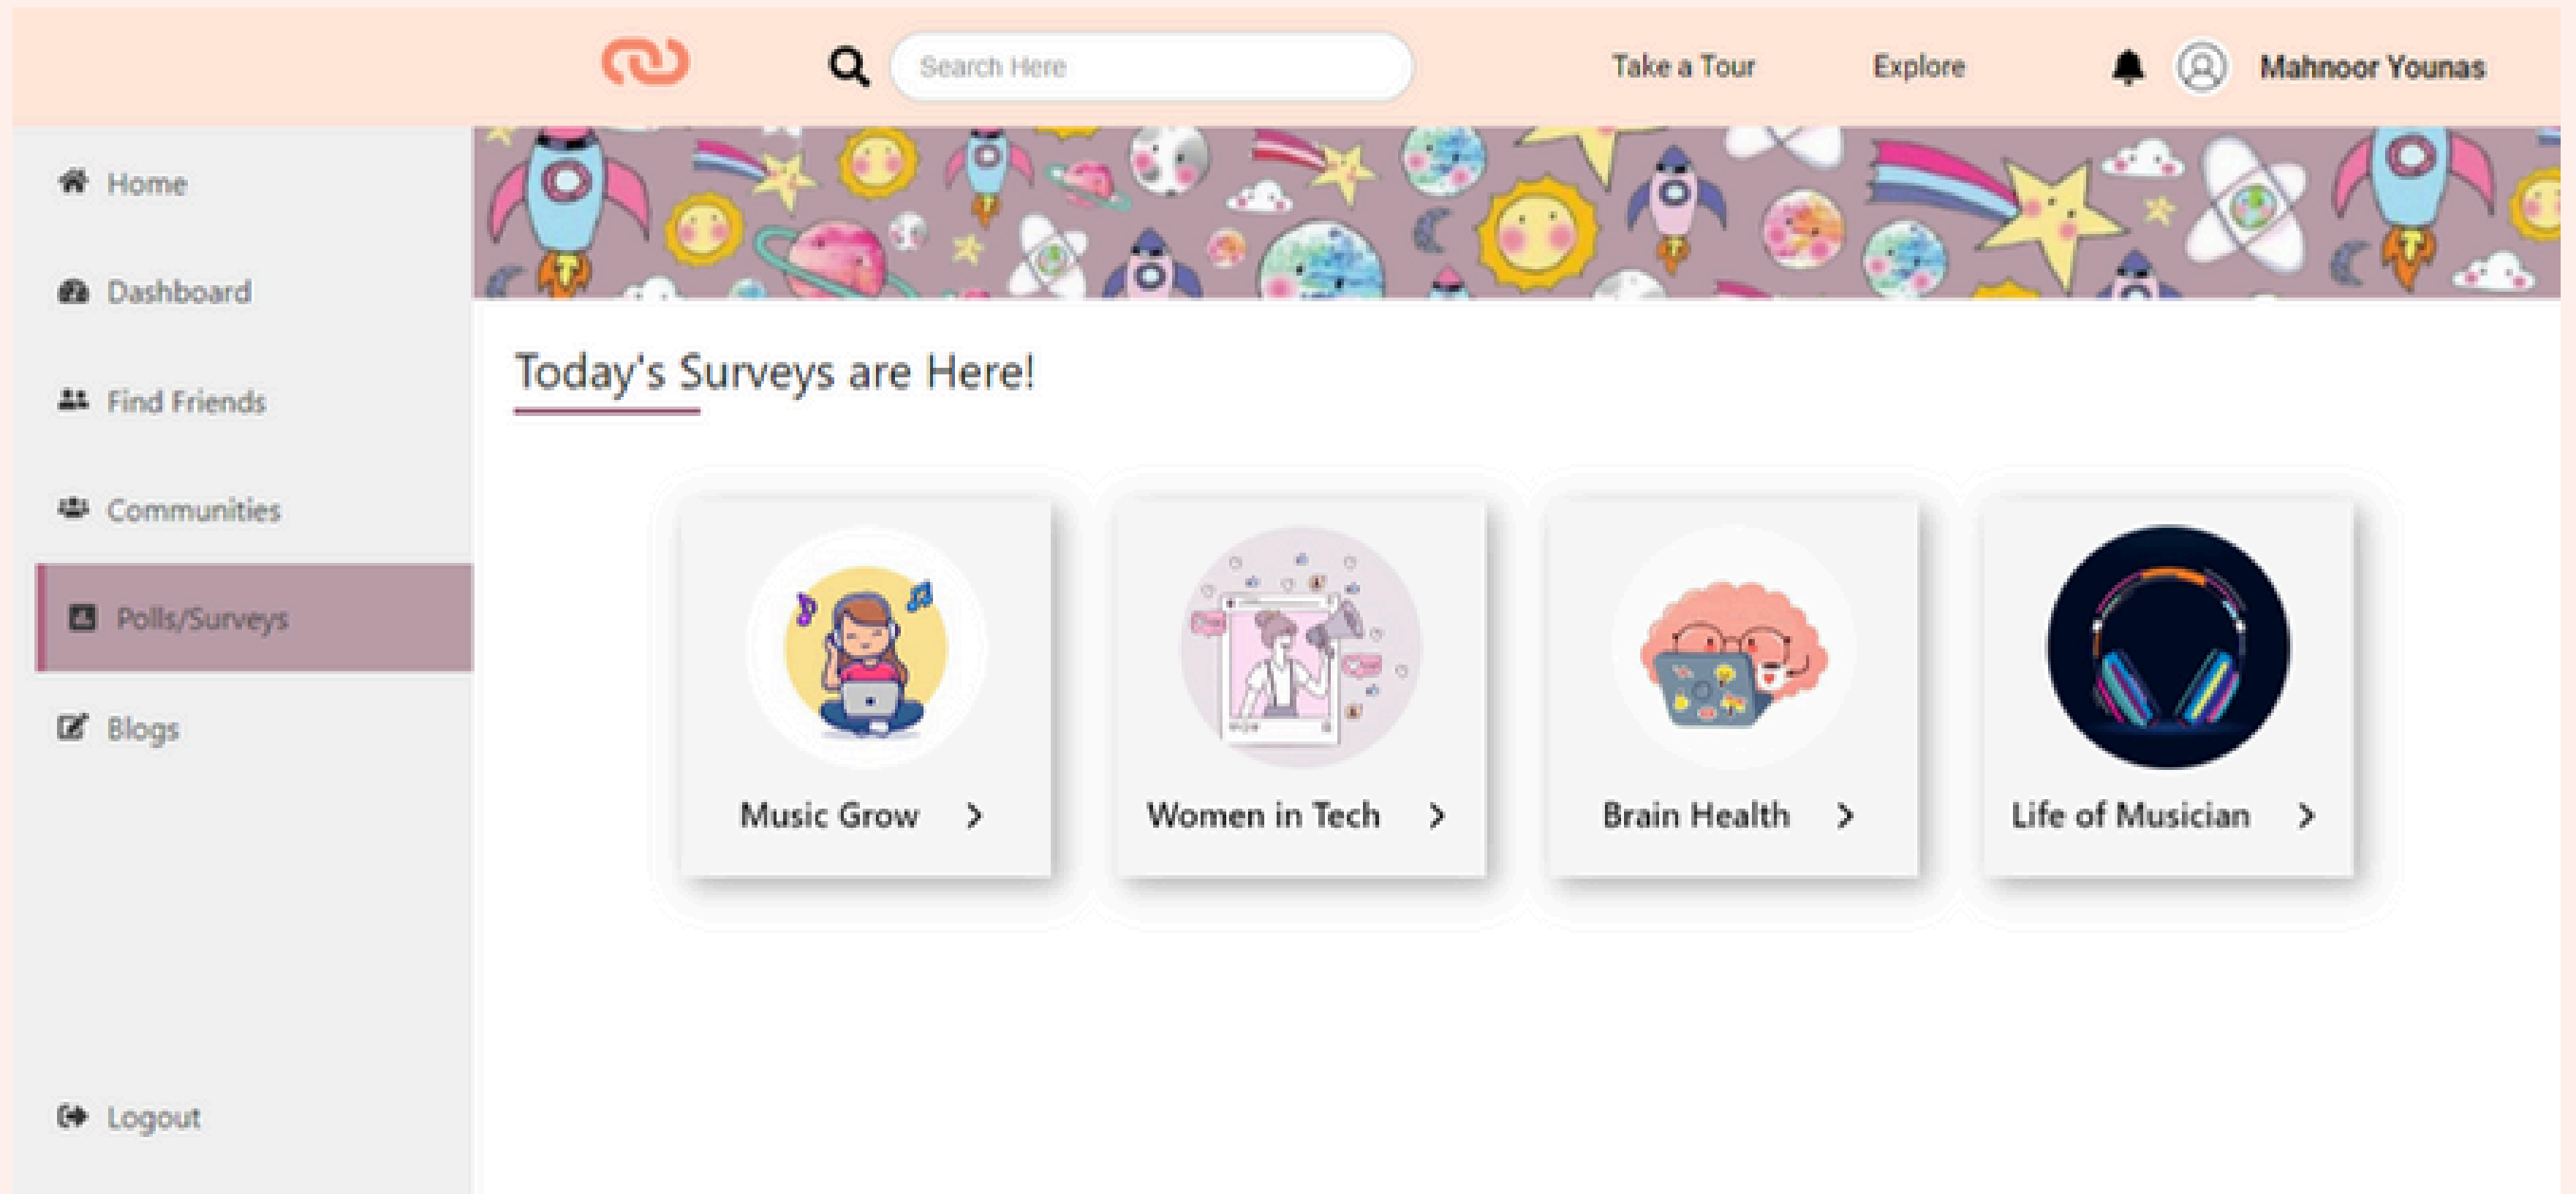 Search Here
Take a Tour
Explore
Mahnoor Younas
Home
Dashboard
Find Friends
Communities
Polls/Surveys
Blogs
Logout
Today's Surveys are Here!
Music Grow
Women in Tech
Brain Health
Life of Musician